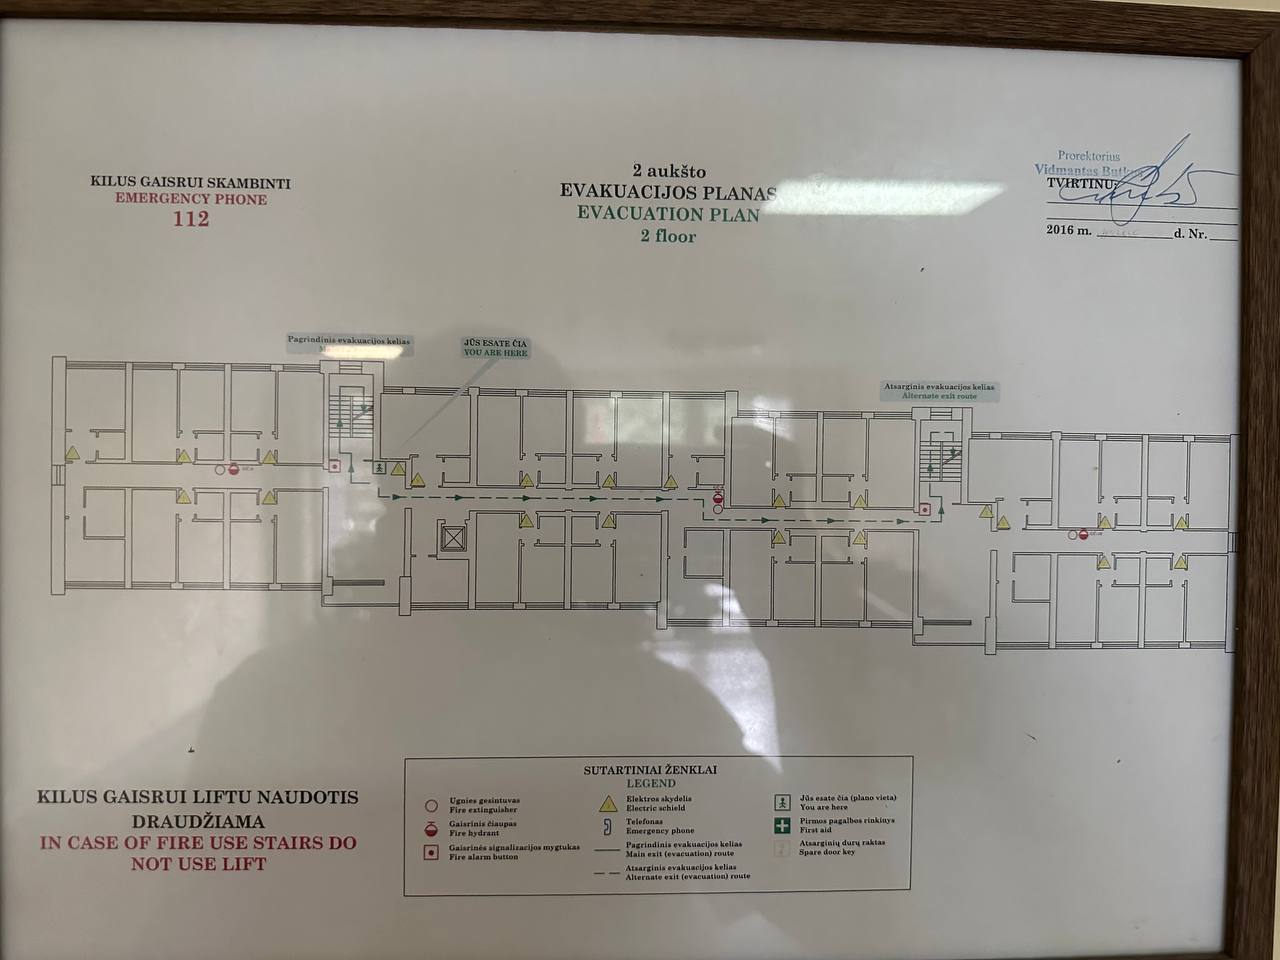 KILUS GAISRUI SKAMBINTI
EMERGENCY PHONE
112
2 aukšto
EVAKUACIJOS PLANAS
EVACUATION PLAN
2 floor
Prorektorius
Vidmantas Butkus
TVIRTINU:
2016 m.
d. Nr.
Pagrindinis evakuacijos kelias
JŪS ESATE ČIA
YOU ARE HERE
Atsarginis evakuacijos kelias
Alternate exit route
KILUS GAISRUI LIFTU NAUDOTIS
DRAUDŽIAMA
IN CASE OF FIRE USE STAIRS DO
NOT USE LIFT
SUTARTINIAI ŽENKLAI
LEGEND
Ugnies gesintuvas
Fire extinguisher
Gaisrinis čiaupas
Fire hydrant
Gaisrinės signalizacijos mygtukas
Fire alarm button
Elektros skydelis
Electric schield
Telefonas
Emergency phone
Pagrindinis evakuacijos kelias
Main exit (evacuation) route
Atsarginis evakuacijos kelias
Alternate exit (evacuation) route
Jūs esate čia (plano vieta)
You are here
Pirmos pagalbos rinkinys
First aid
Atsarginių durų raktas
Spare door key